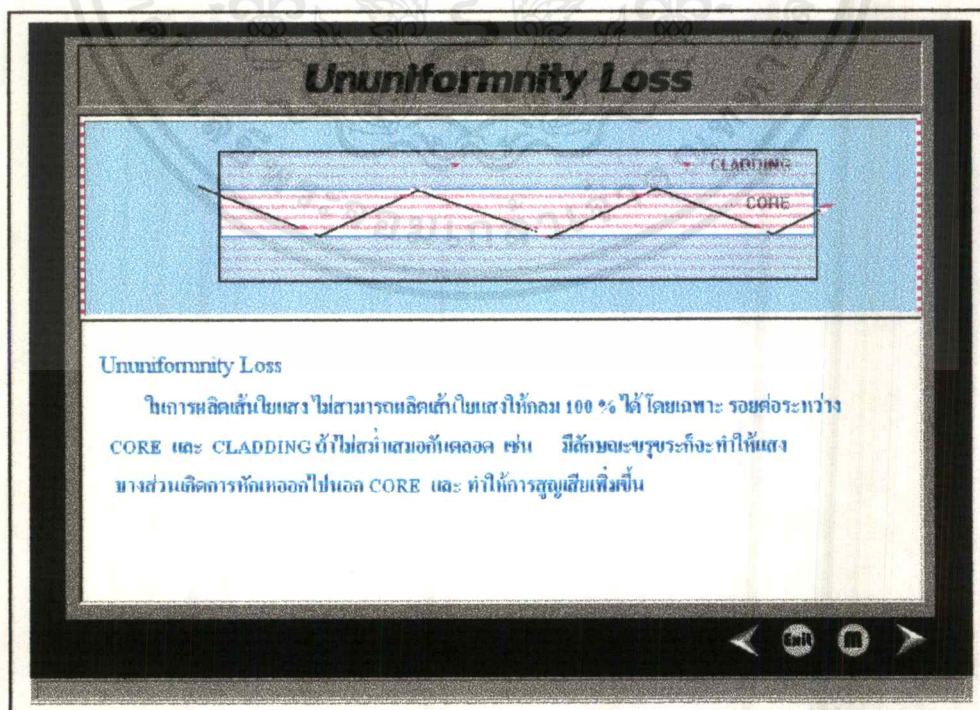 Ununiformnity Loss
CLADDING
CORE
Ununiformnity Loss
ในการผลิตเส้นใยแสง ไม่สามารถผลิตเส้นใยแสงให้กลม 100 % ได้ โดยเฉพาะ รอยต่อระหว่าง
CORE และ CLADDING ถ้าไม่สม่ำเสมอกันตลอด เช่น มีลักษณะขรุขระก็จะทำให้แสง
บางส่วนเกิดการหักเหออกไปนอก CORE และ ทำให้การสูญเสียเพิ่มขึ้น
Exit M